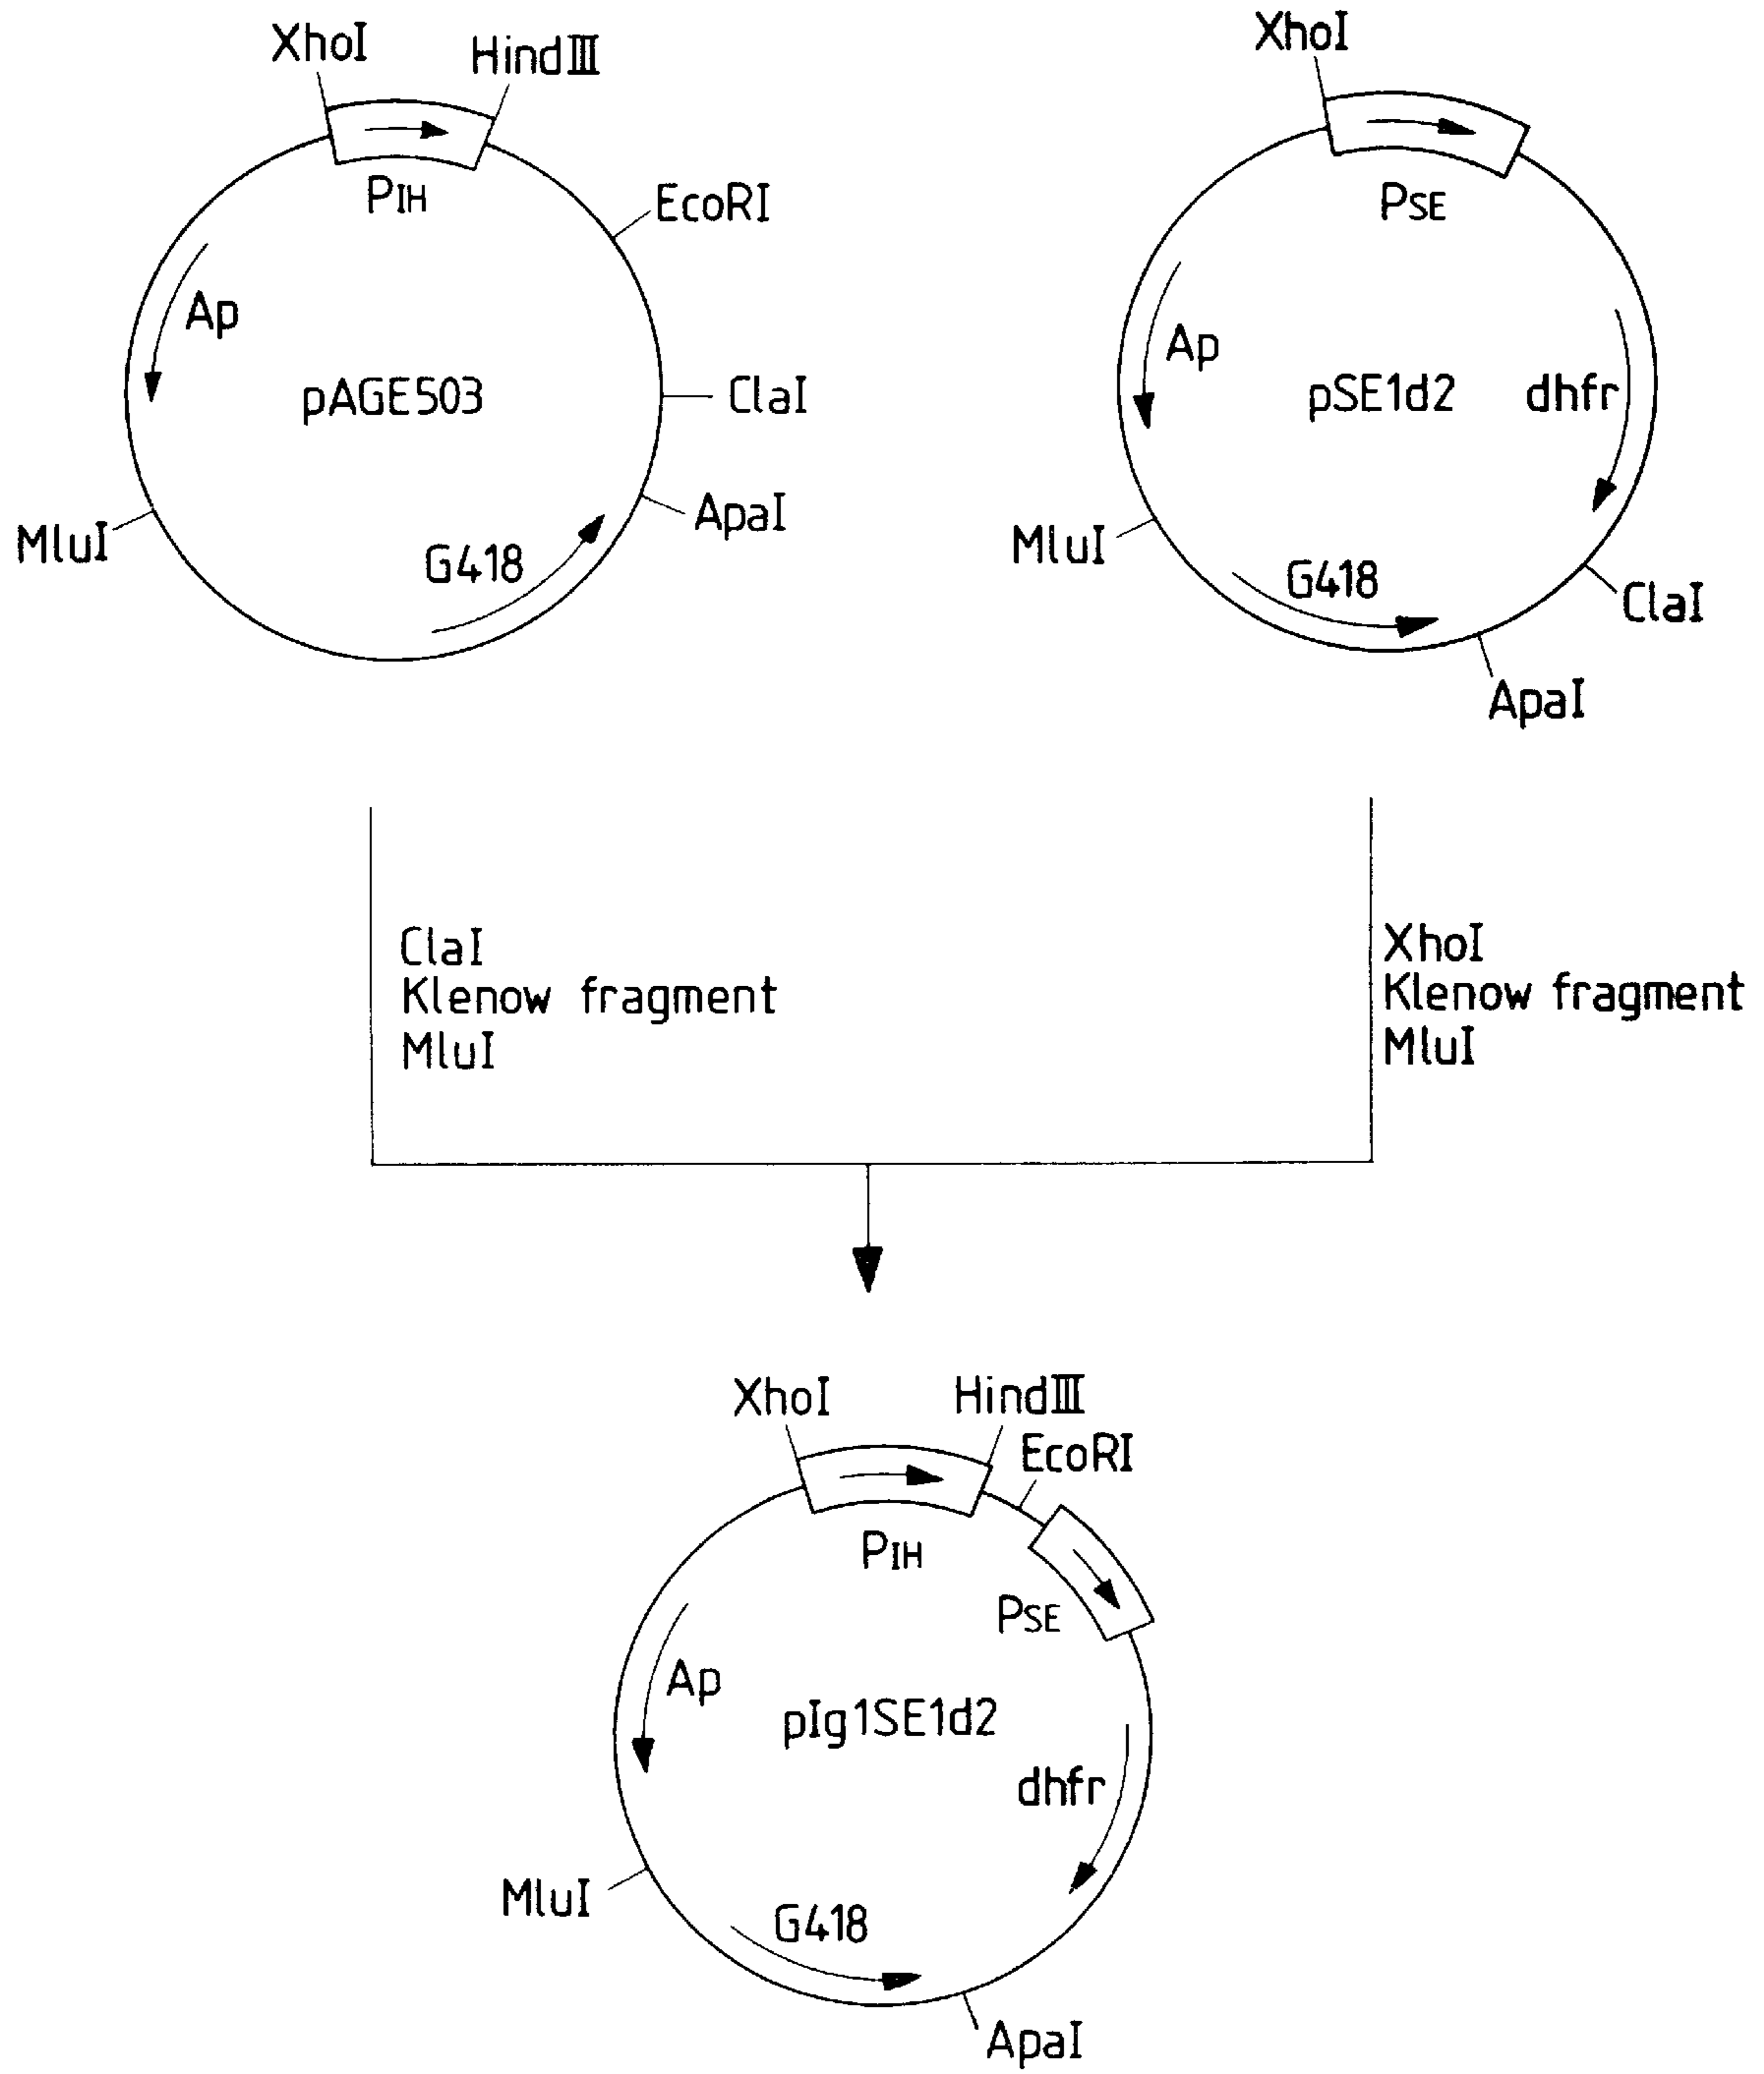 XhoI
HindIII
PIH
EcoRI
Ap
pAGE503
ClaI
ApaI
MluI
G418
XhoI
PSE
Ap
pSE1d2
dhfr
MluI
G418
ClaI
ApaI
ClaI
Klenow fragment
MluI
XhoI
Klenow fragment
MluI
XhoI
HindIII
EcoRI
PIH
PSE
Ap
pIg1SE1d2
dhfr
MluI
G418
ApaI